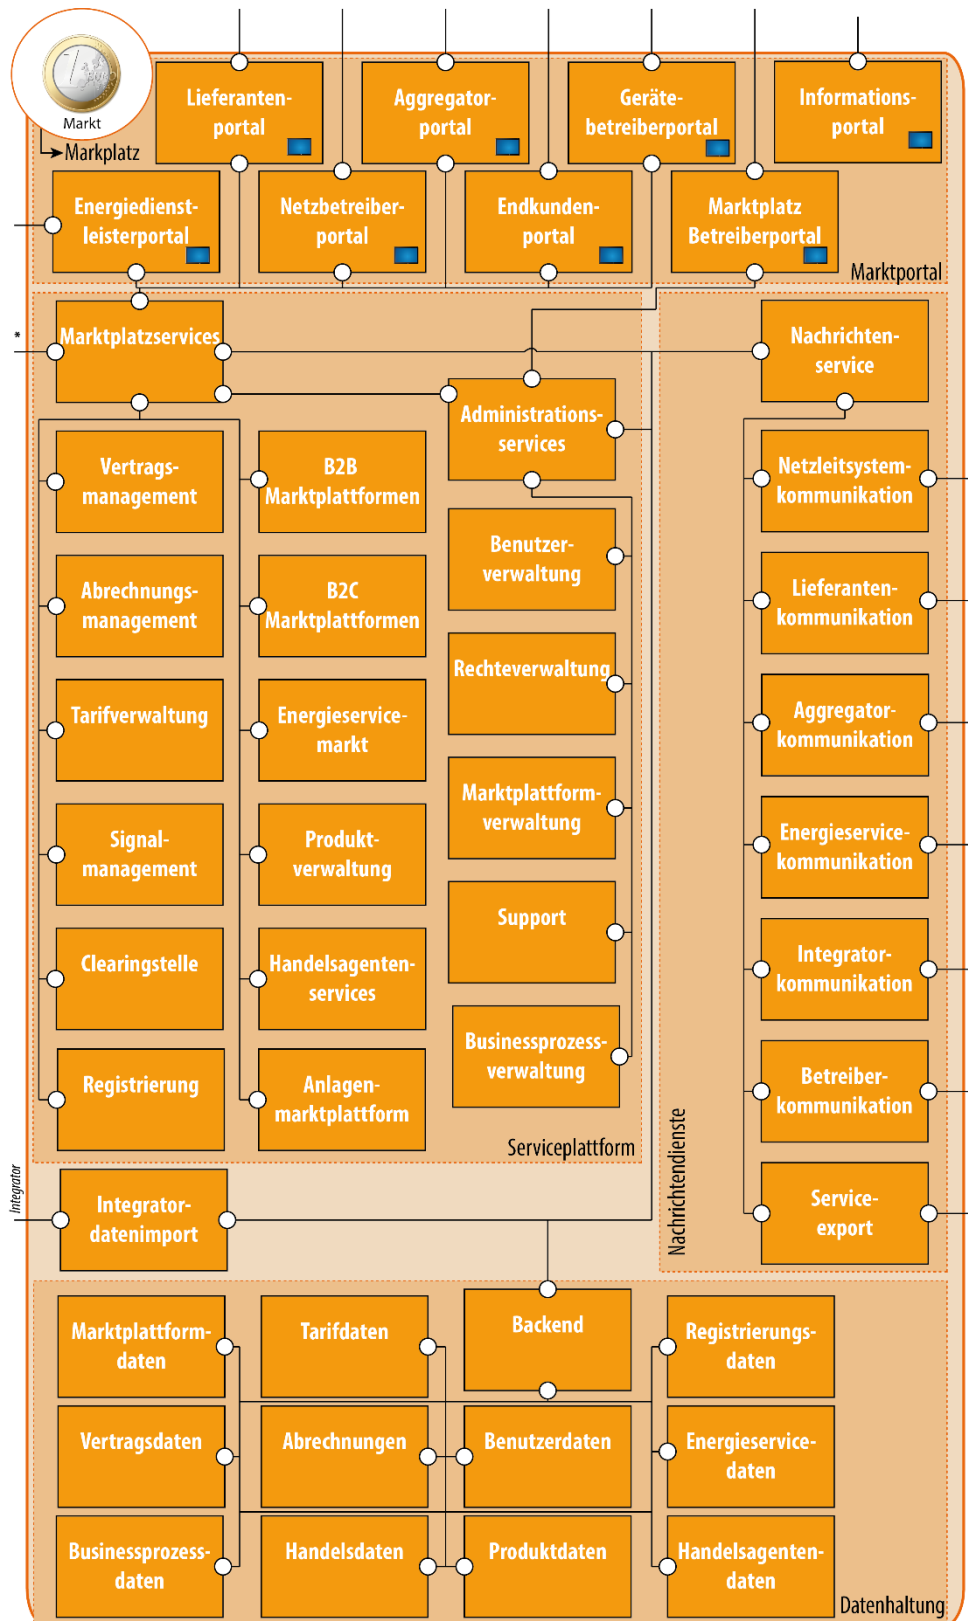 Markt
Markplatz
Lieferanten-
portal
Aggregator-
portal
Geräte-
betreiberportal
Informations-
portal
Energiedienst-
leisterportal
Netzbetreiber-
portal
Endkunden-
portal
Marktplatz
Betreiberportal
Marktportal
*
Marktplatzservices
Nachrichten-
service
Administrations-
services
Vertrags-
management
B2B
Marktplattformen
Netzleitsystem-
kommunikation
Benutzer-
verwaltung
Abrechnungs-
management
B2C
Marktplattformen
Lieferanten-
kommunikation
Rechteverwaltung
Tarifverwaltung
Energieservice-
markt
Aggregator-
kommunikation
Marktplattform-
verwaltung
Signal-
management
Produkt-
verwaltung
Energieservice-
kommunikation
Support
Clearingstelle
Handelsagenten-
services
Integrator-
kommunikation
Businessprozess-
verwaltung
Registrierung
Anlagen-
marktplattform
Betreiber-
kommunikation
Serviceplattform
Nachrichtendienste
Integrator
Integrator-
datenimport
Service-
export
Marktplattform-
daten
Tarifdaten
Backend
Registrierungs-
daten
Vertragsdaten
Abrechnungen
Benutzerdaten
Energieservice-
daten
Businessprozess-
daten
Handelsdaten
Produktdaten
Handelsagenten-
daten
Datenhaltung